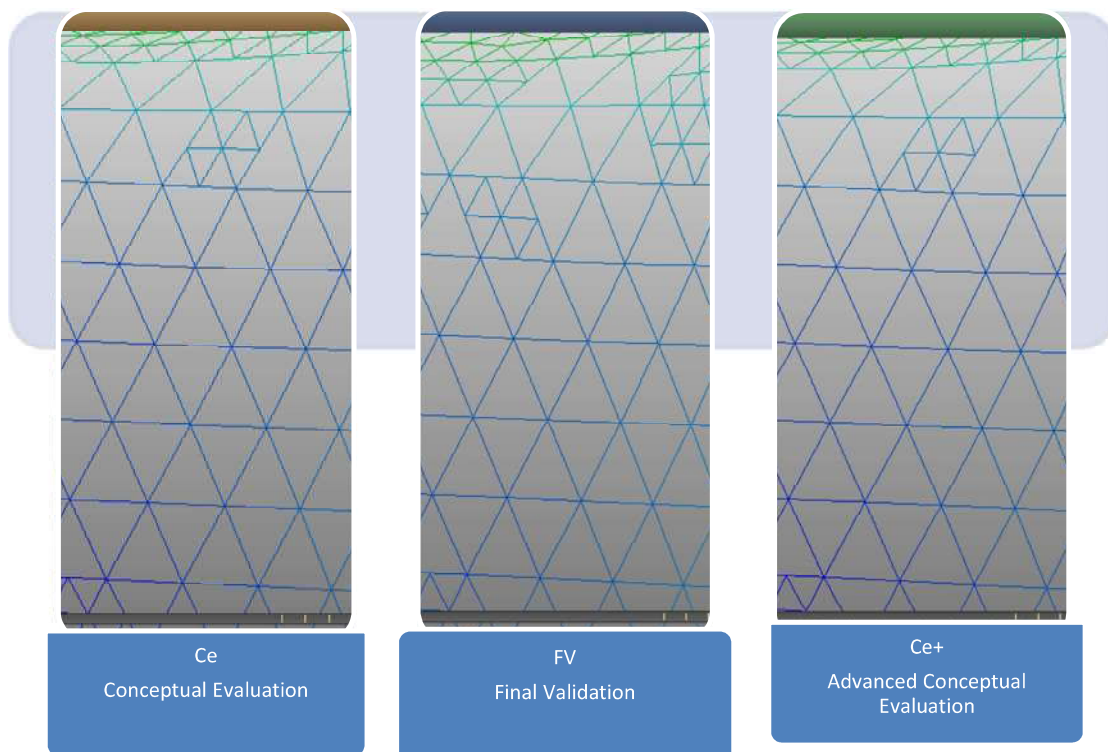 Ce
Conceptual Evaluation
FV
Final Validation
Ce+
Advanced Conceptual
Evaluation